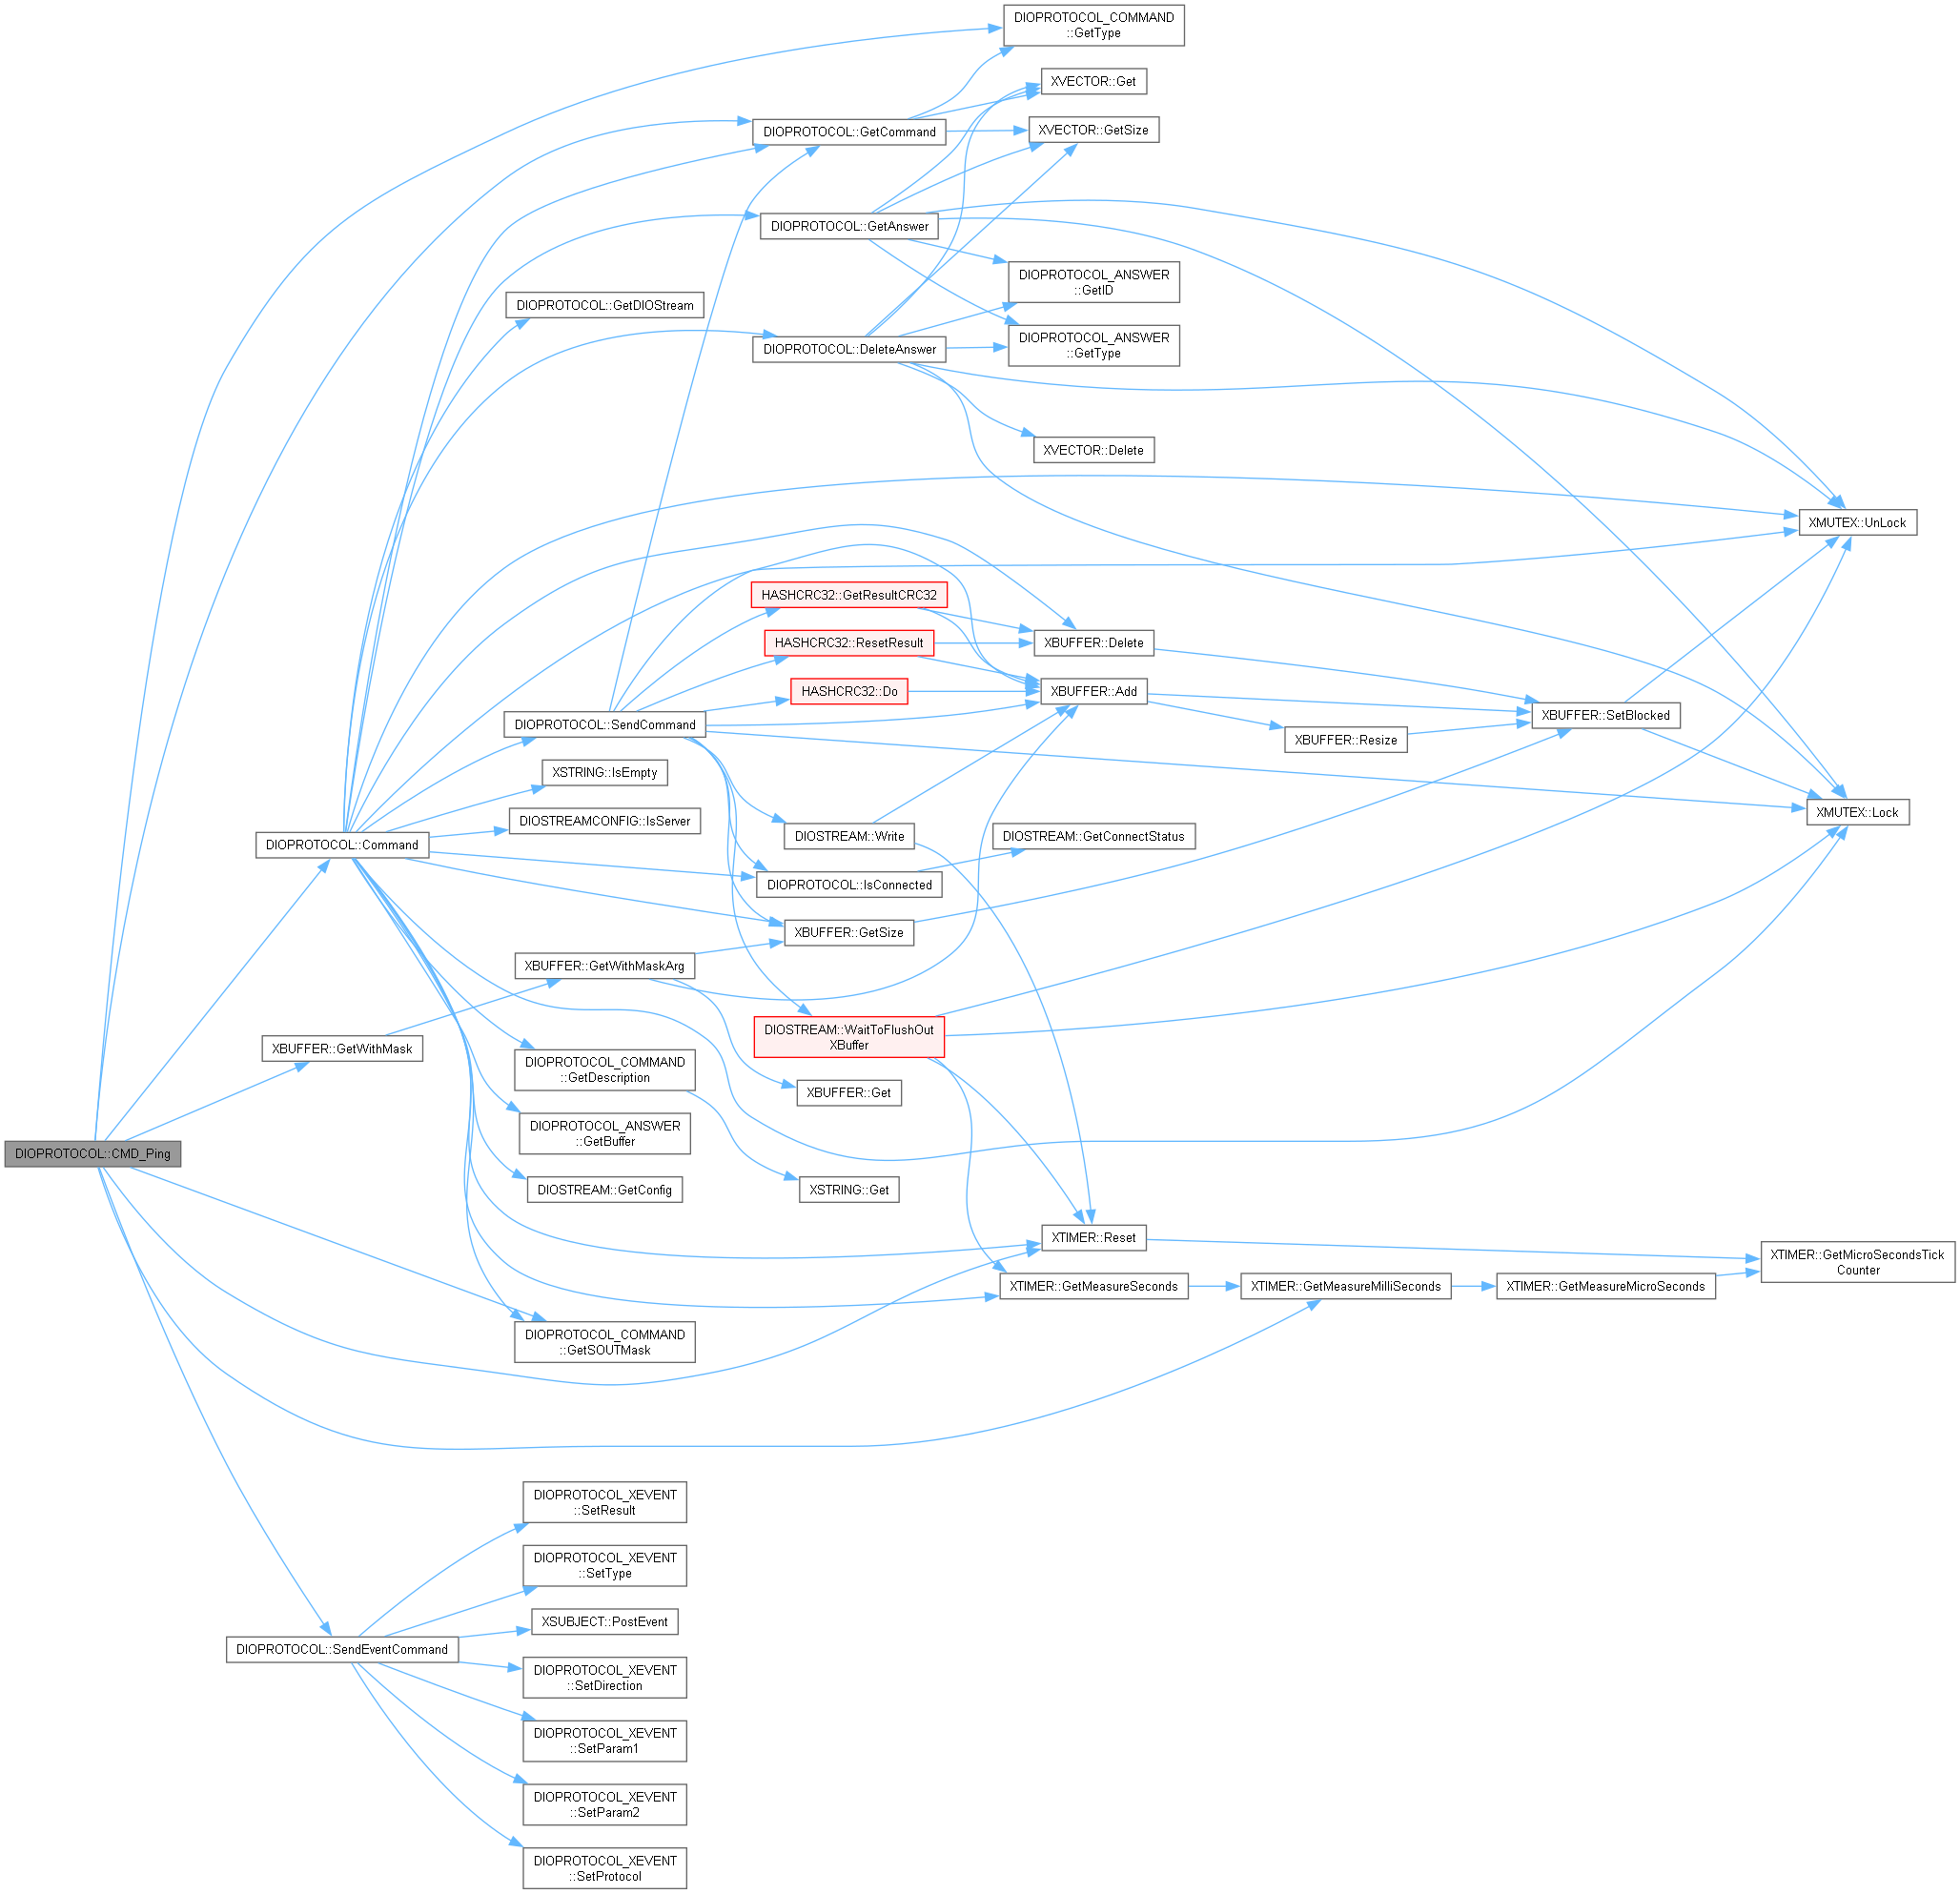 DIOPROTOCOL_COMMAND
::GetType
XVECTOR::Get
DIOPROTOCOL::GetCommand
XVECTOR::GetSize
DIOPROTOCOL::GetAnswer
DIOPROTOCOL_ANSWER
::GetID
DIOPROTOCOL::GetDIOStream
DIOPROTOCOL::DeleteAnswer
DIOPROTOCOL_ANSWER
::GetType
XVECTOR::Delete
XMUTEX::UnLock
HASHCRC32::GetResultCRC32
HASHCRC32::ResetResult
XBUFFER::Delete
HASHCRC32::Do
XBUFFER::Add
DIOPROTOCOL::SendCommand
XBUFFER::SetBlocked
XBUFFER::Resize
XSTRING::IsEmpty
DIOSTREAMCONFIG::IsServer
XMUTEX::Lock
DIOPROTOCOL::Command
DIOSTREAM::Write
DIOSTREAM::GetConnectStatus
DIOPROTOCOL::IsConnected
XBUFFER::GetSize
XBUFFER::GetWithMaskArg
DIOSTREAM::WaitToFlushOut
XBuffer
XBUFFER::GetWithMask
DIOPROTOCOL_COMMAND
::GetDescription
XBUFFER::Get
DIOPROTOCOL_ANSWER
::GetBuffer
DIOPROTOCOL::CMD_Ping
DIOSTREAM::GetConfig
XSTRING::Get
XTIMER::Reset
XTIMER::GetMicroSecondsTick
Counter
XTIMER::GetMeasureSeconds
XTIMER::GetMeasureMilliSeconds
XTIMER::GetMeasureMicroSeconds
DIOPROTOCOL_COMMAND
::GetSOUTMask
DIOPROTOCOL_XEVENT
::SetResult
DIOPROTOCOL_XEVENT
::SetType
XSUBJECT::PostEvent
DIOPROTOCOL::SendEventCommand
DIOPROTOCOL_XEVENT
::SetDirection
DIOPROTOCOL_XEVENT
::SetParam1
DIOPROTOCOL_XEVENT
::SetParam2
DIOPROTOCOL_XEVENT
::SetProtocol